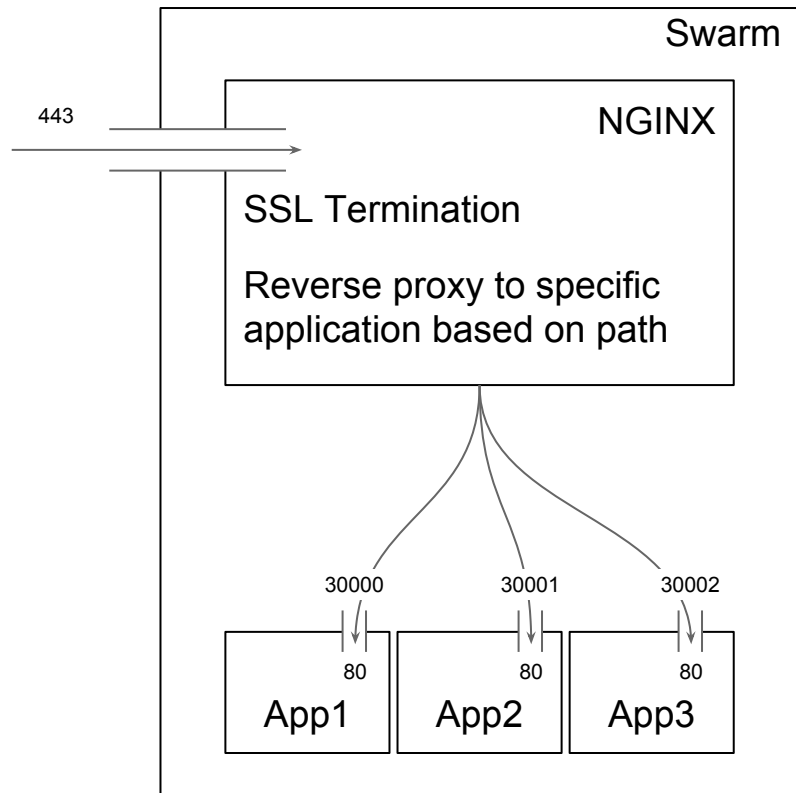 Swarm
443
NGINX
SSL Termination
Reverse proxy to specific
application based on path
30000
30001
30002
80
80
80
App1
App2
App3